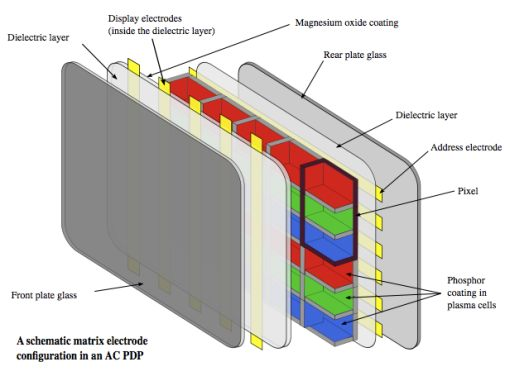 Display electrodes
(inside the dielectric layer)
Magnesium oxide coating
Dielectric layer
Rear plate glass
Dielectric layer
Address electrode
Pixel
Phosphor
coating in
plasma cells
Front plate glass
A schematic matrix electrode
configuration in an AC PDP